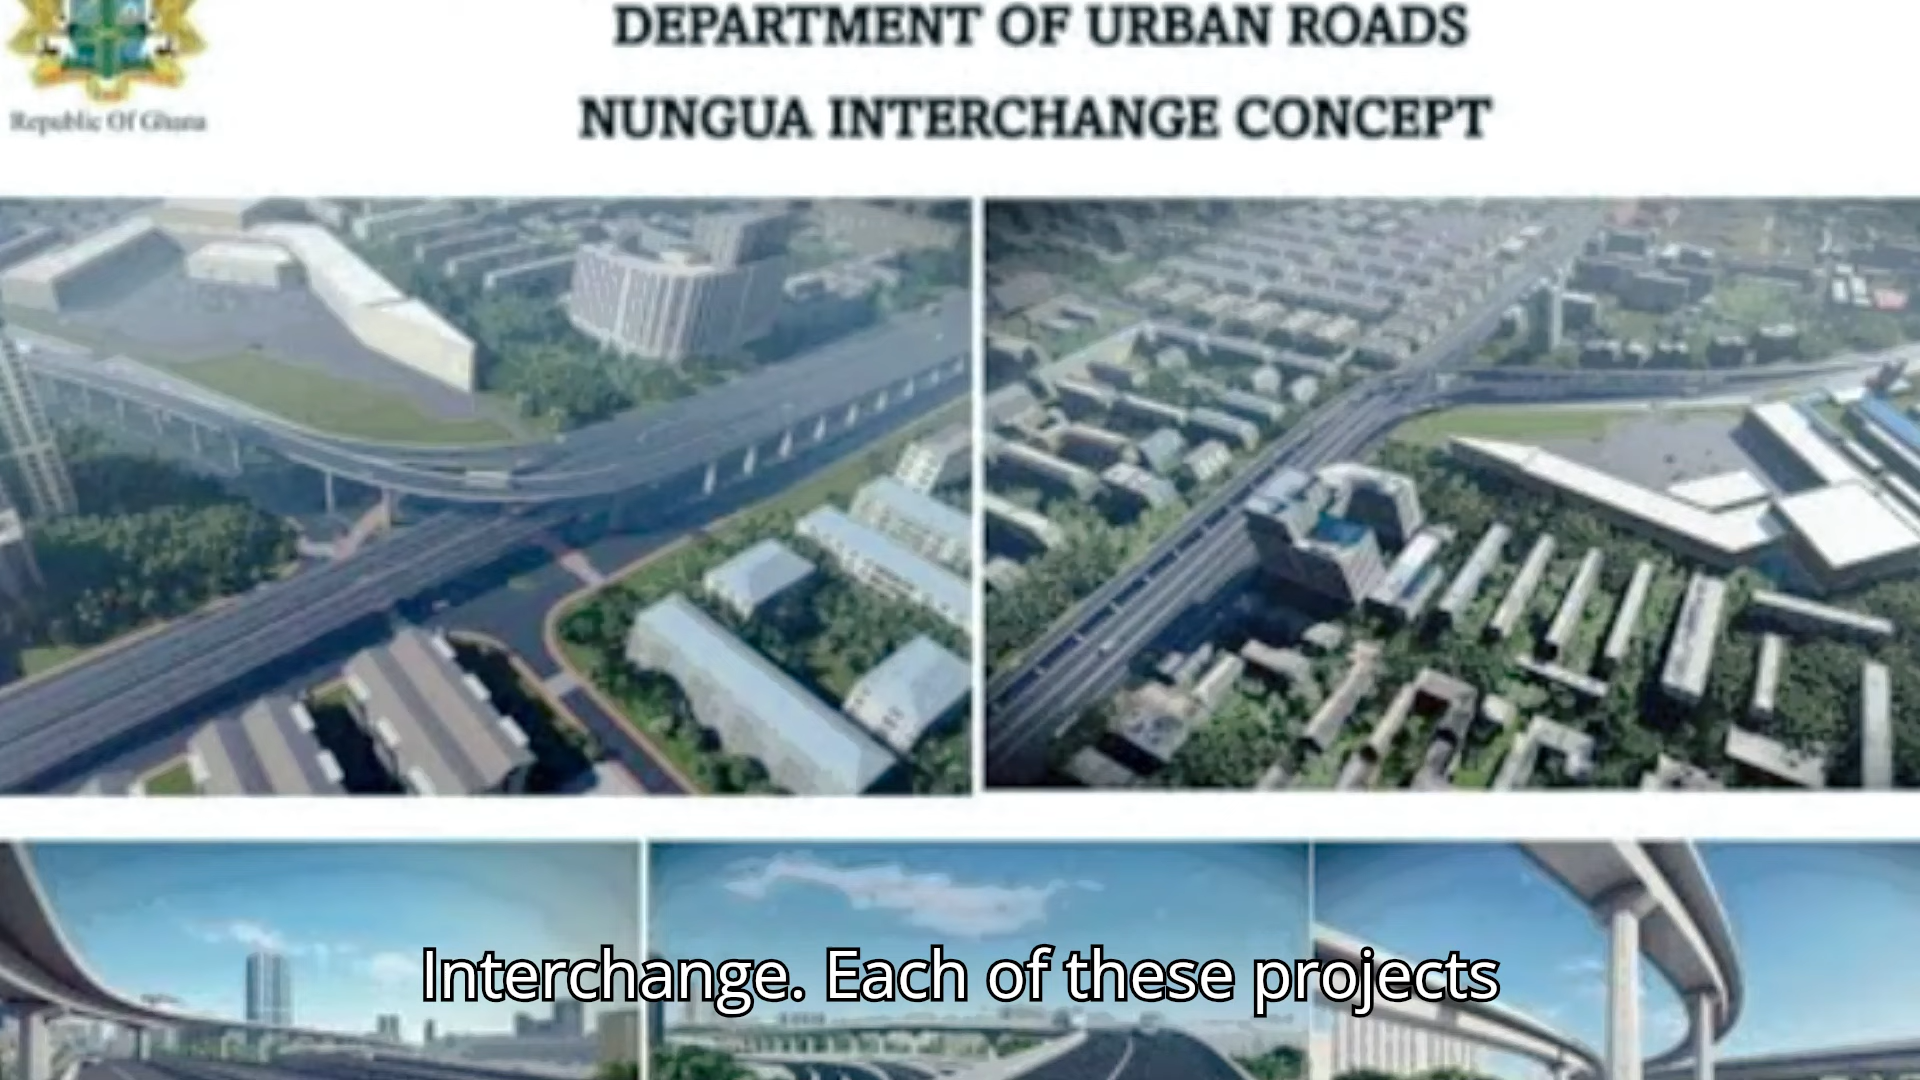 DEPARTMENT OF URBAN ROADS
NUNGUA INTERCHANGE CONCEPT
Republic Of Ghana
Interchange. Each of these projects